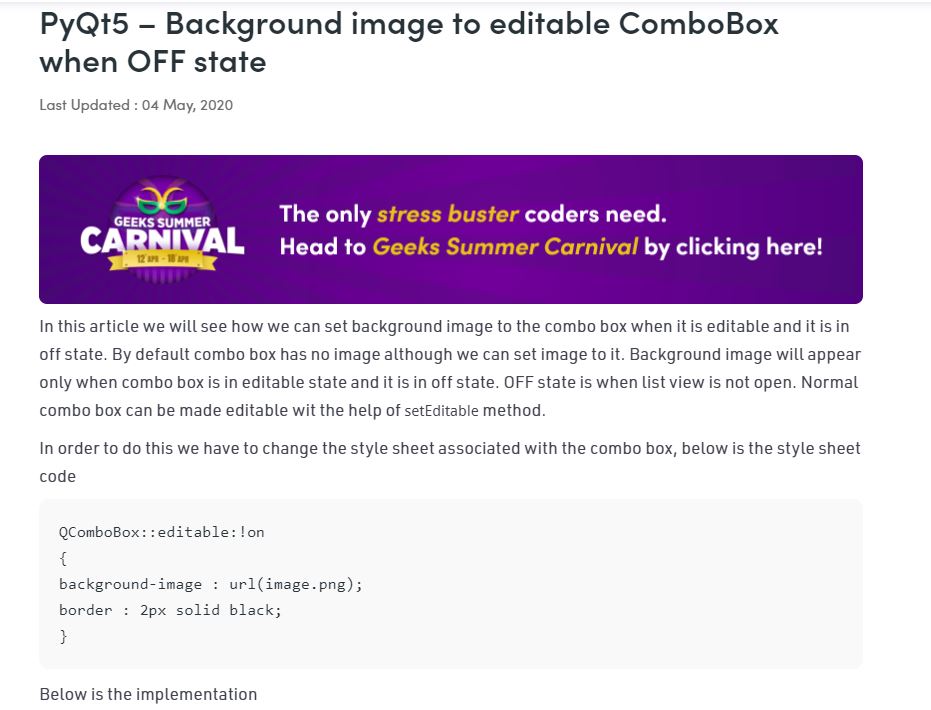 PyQt5 – Background image to editable ComboBox
when OFF state
Last Updated : 04 May, 2020
GEEKS SUMMER
CARNIVAL
12 APR - 18 APR
The only stress buster coders need.
Head to Geeks Summer Carnival by clicking here!
In this article we will see how we can set background image to the combo box when it is editable and it is in
off state. By default combo box has no image although we can set image to it. Background image will appear
only when combo box is in editable state and it is in off state. OFF state is when list view is not open. Normal
combo box can be made editable wit the help of setEditable method.
In order to do this we have to change the style sheet associated with the combo box, below is the style sheet
code
QComboBox::editable:!on
{
background-image : url(image.png);
border : 2px solid black;
}
Below is the implementation